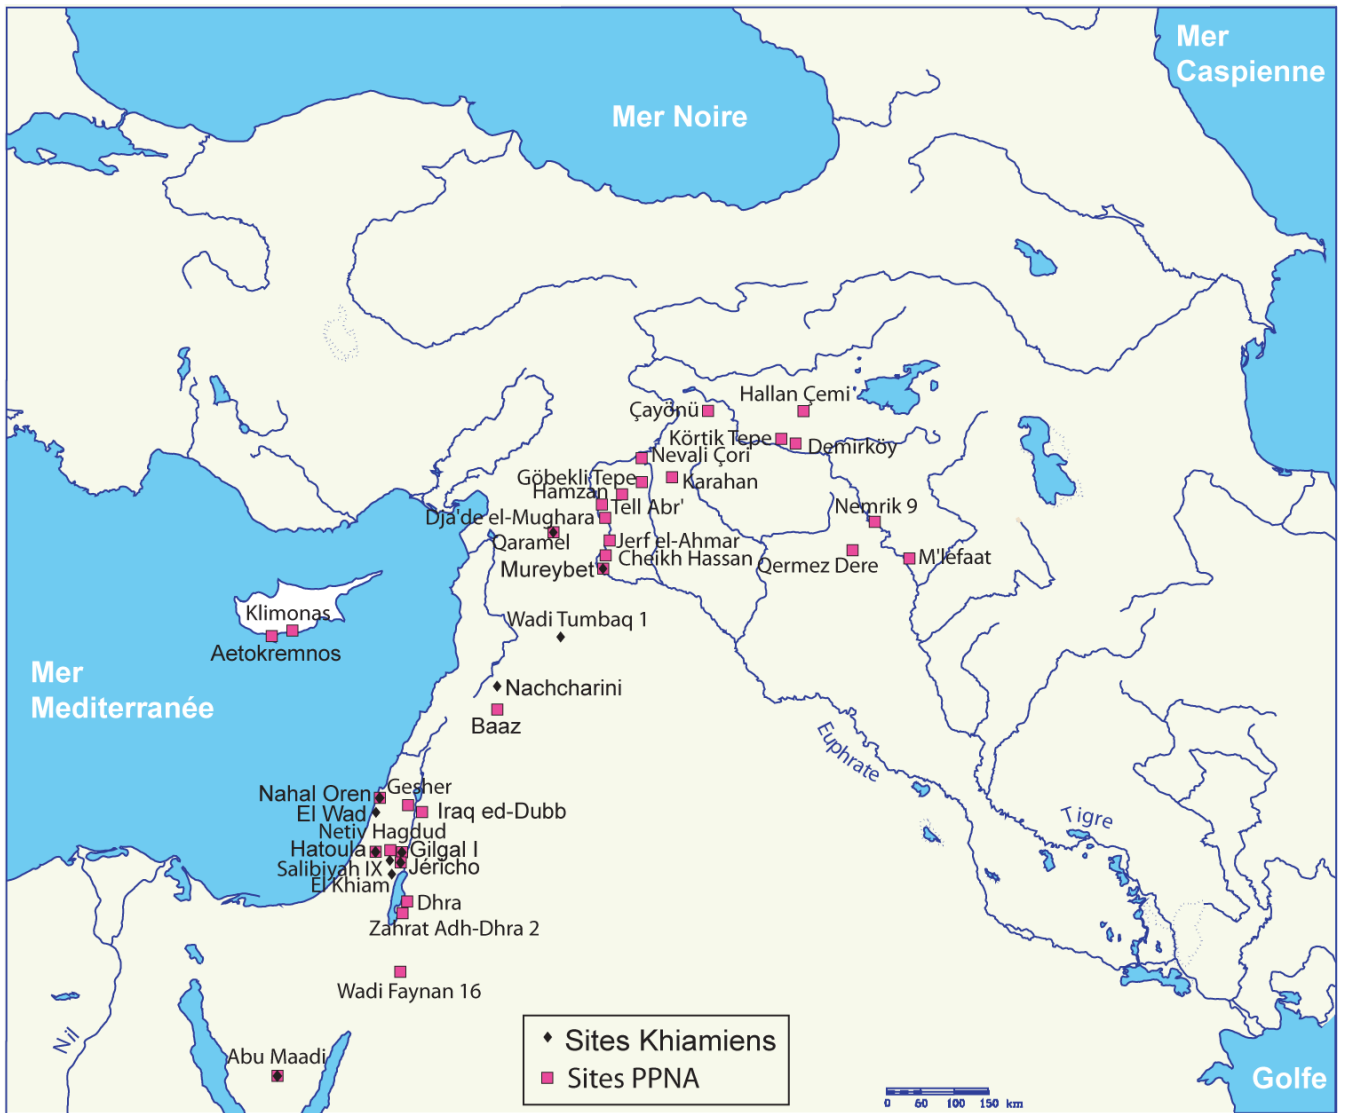 Mer
Caspienne
Mer Noire
Hallan Çemi
Çayönü
Körtik Tepe
Demirköy
Nevali Çori
Göbekli Tepe
Karahan
Hamzan
Tell Abr'
Nemrik 9
Dja'de el-Mughara
Qaramel
Jerf el-Ahmar
Cheikh Hassan
M'lefaat
Qermez Dere
Mureybet
Klimonas
Wadi Tumbaq 1
Aetokremnos
Mer
Mediterranée
Nachcharini
Baaz
Euphrate
Gesher
Nahal Oren
El Wad
Iraq ed-Dubb
Tigre
Netiv Hagdud
Hatoula
Gilgal I
Salibiyah IX
Jéricho
El Khiam
Dhra
Zahrat Adh-Dhra 2
Wadi Faynan 16
Nil
Abu Maadi
Sites Khiamiens
Sites PPNA
Golfe
0 60 100 150 km